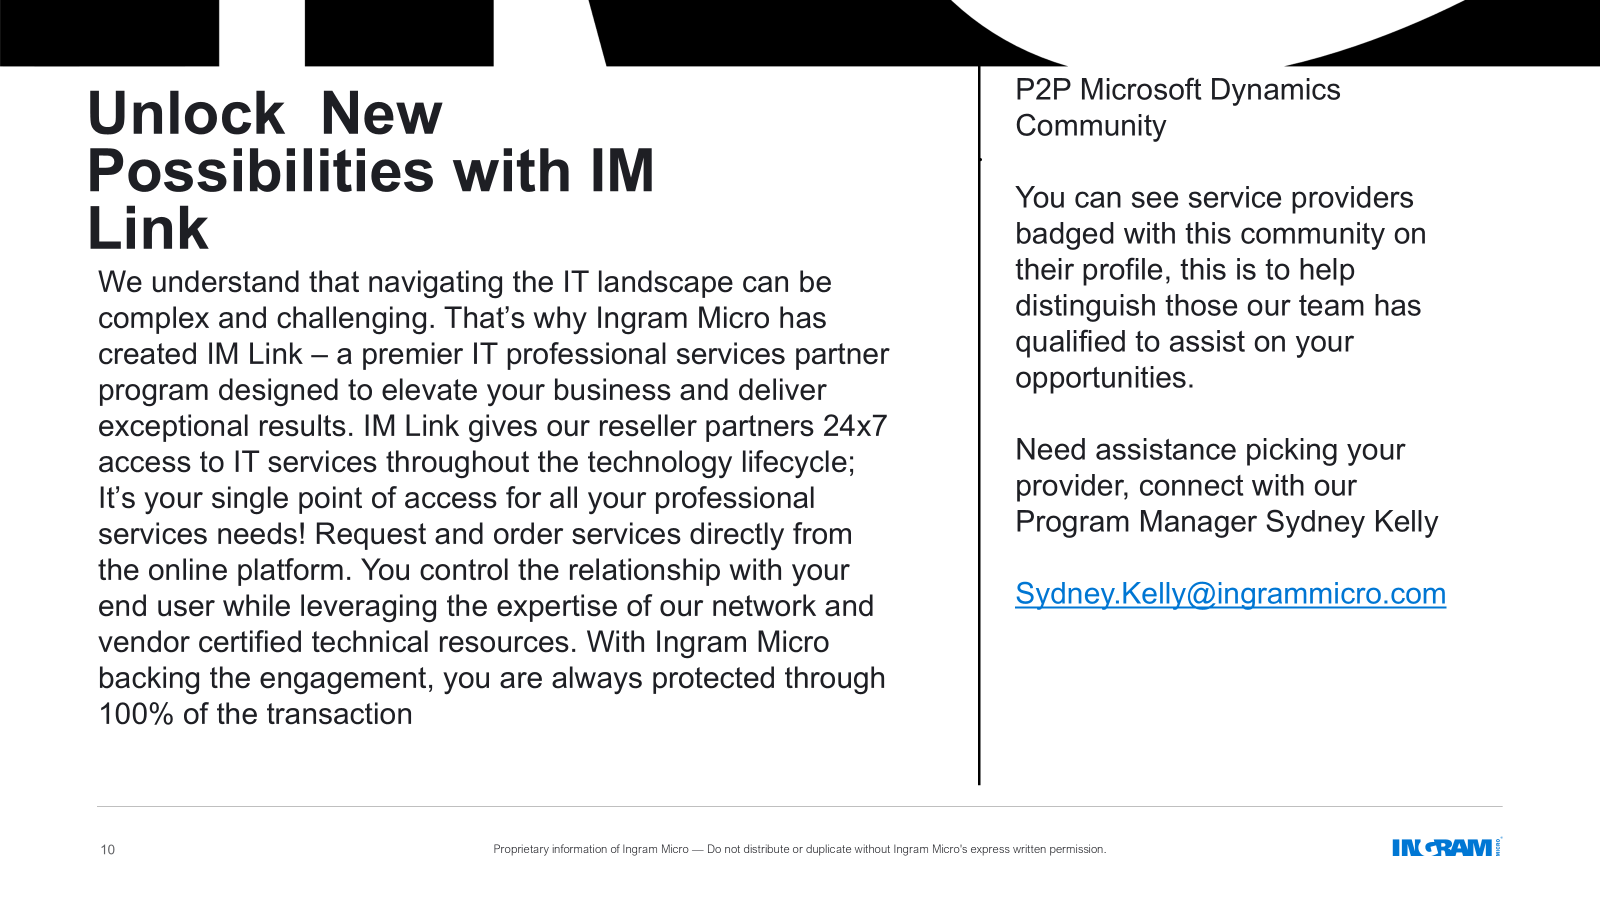 Unlock  New
Possibilities with IM
Link
We understand that navigating the IT landscape can be
complex and challenging. That’s why Ingram Micro has
created IM Link – a premier IT professional services partner
program designed to elevate your business and deliver
exceptional results. IM Link gives our reseller partners 24x7
access to IT services throughout the technology lifecycle;
It’s your single point of access for all your professional
services needs! Request and order services directly from
the online platform. You control the relationship with your
end user while leveraging the expertise of our network and
vendor certified technical resources. With Ingram Micro
backing the engagement, you are always protected through
100% of the transaction
P2P Microsoft Dynamics
Community
You can see service providers
badged with this community on
their profile, this is to help
distinguish those our team has
qualified to assist on your
opportunities.
Need assistance picking your
provider, connect with our
Program Manager Sydney Kelly
Sydney.Kelly@ingrammicro.com
10
Proprietary information of Ingram Micro — Do not distribute or duplicate without Ingram Micro's express written permission.
INGRAM MICRO